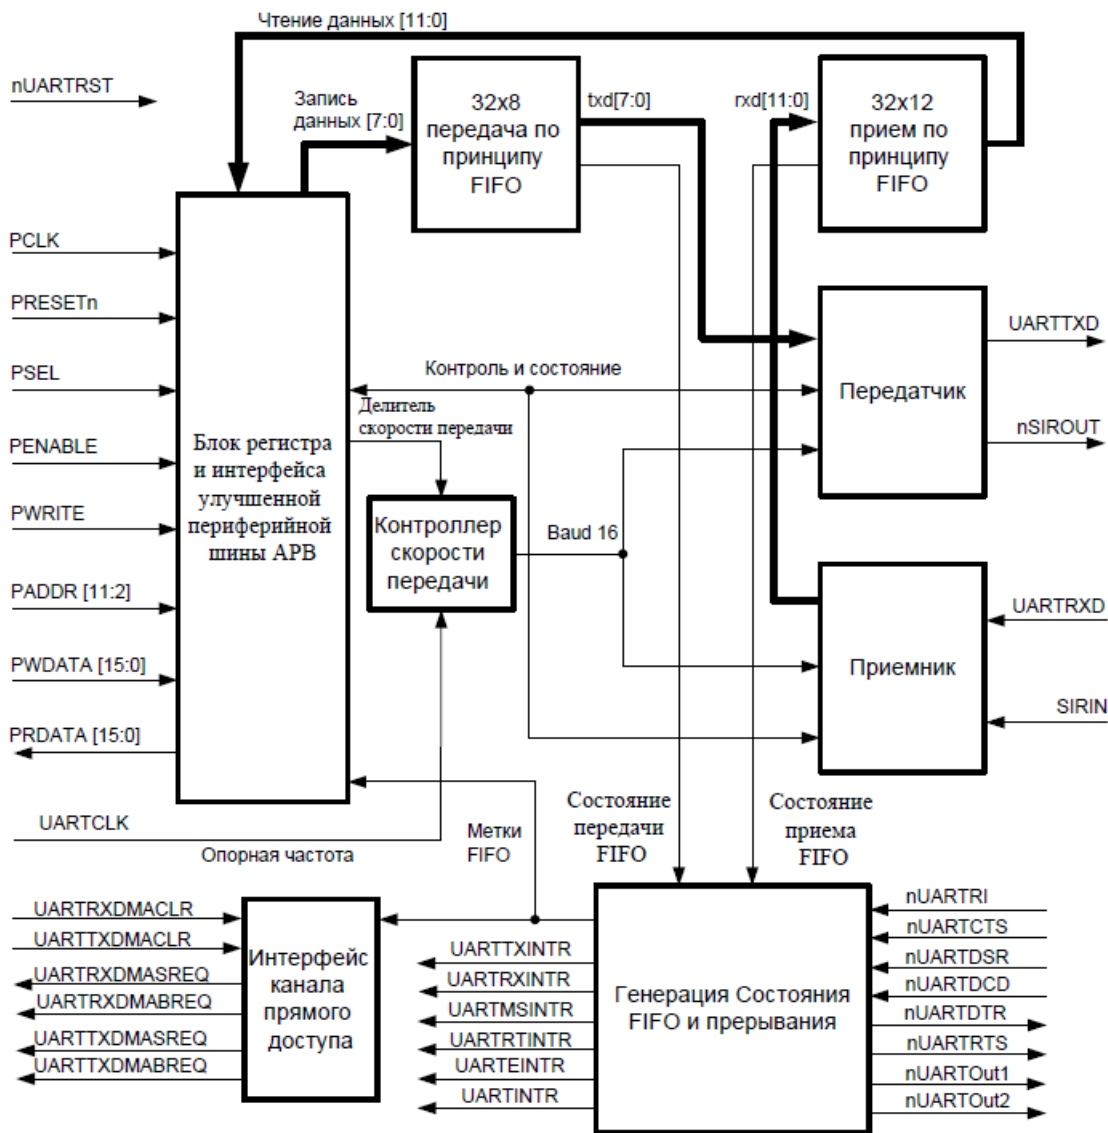 Чтение данных [11:0]
nUARTRST
Запись
данных [7:0]
32x8
передача по
принципу
FIFO
txd[7:0]
rxd[11:0]
32x12
прием по
принципу
FIFO
PCLK
PRESETn
PSEL
PENABLE
PWRITE
PADDR [11:2]
PWDATA [15:0]
PRDATA [15:0]
Блок регистра
и интерфейса
улучшенной
периферийной
шины APB
Контроль и состояние
Делитель
скорости передачи
Контроллер
скорости
передачи
Baud 16
Передатчик
UARTTXD
nSIROUT
Приемник
UARTRXD
SIRIN
UARTCLK
Опорная частота
Метки
FIFO
Состояние
передачи
FIFO
Состояние
приема
FIFO
UARTRXDMACLR
UARTTXDMACLR
UARTRXDMASREQ
UARTRXDMABREQ
UARTTXDMASREQ
UARTTXDMABREQ
Интерфейс
канала
прямого
доступа
UARTTXINTR
UARTRXINTR
UARTMSINTR
UARTRTINTR
UARTEINTR
UARTINTR
Генерация Состояния
FIFO и прерывания
nUARTRI
nUARTCTS
nUARTDSR
nUARTDCD
nUARTDTR
nUARTRTS
nUARTOut1
nUARTOut2